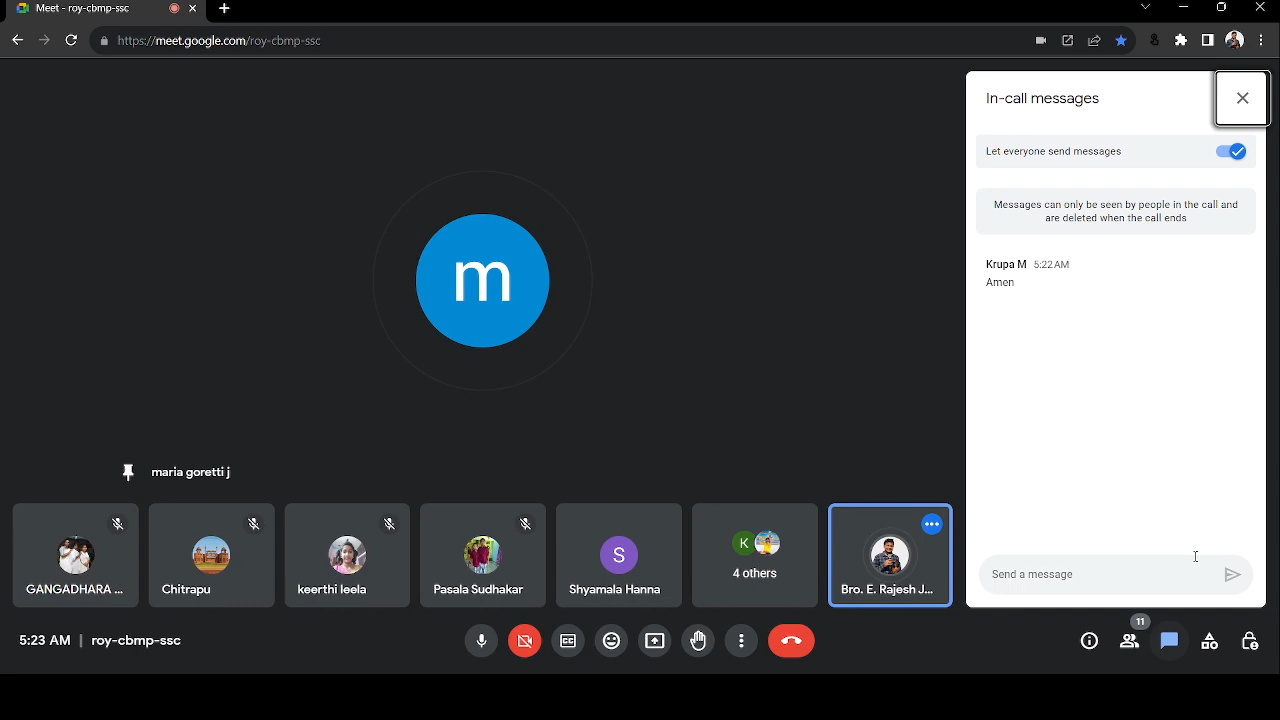 Meet - roy-cbmp-ssc
https://meet.google.com/roy-cbmp-ssc
In-call messages
Let everyone send messages
Messages can only be seen by people in the call and
are deleted when the call ends
Krupa M 5:22 AM
Amen
m
maria goretti j
GANGADHARA ...
Chitrapu
keerthi leela
Pasala Sudhakar
S
Shyamala Hanna
K
4 others
Bro. E. Rajesh J...
Send a message
5:23 AM | roy-cbmp-ssc
CC
11